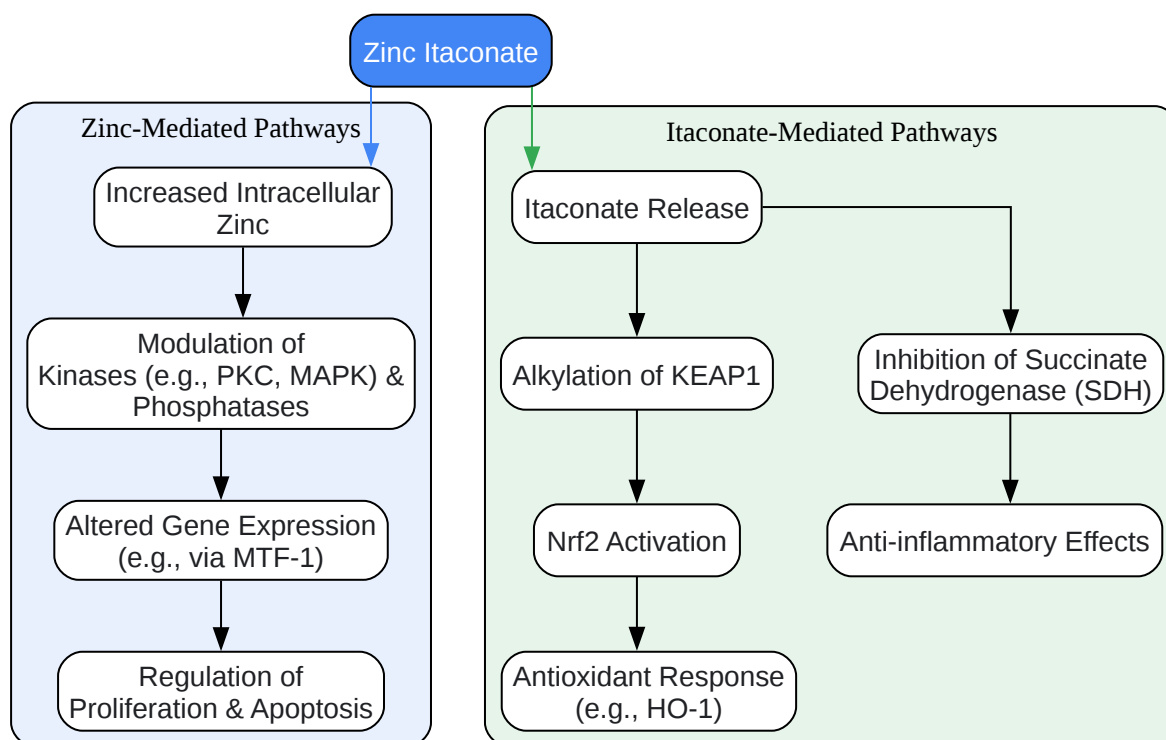 Zinc Itaconate
Zinc-Mediated Pathways
Increased Intracellular
Zinc
Modulation of
Kinases (e.g., PKC, MAPK) &
Phosphatases
Altered Gene Expression
(e.g., via MTF-1)
Regulation of
Proliferation & Apoptosis
Itaconate-Mediated Pathways
Itaconate Release
Alkylation of KEAP1
Nrf2 Activation
Antioxidant Response
(e.g., HO-1)
Inhibition of Succinate
Dehydrogenase (SDH)
Anti-inflammatory Effects